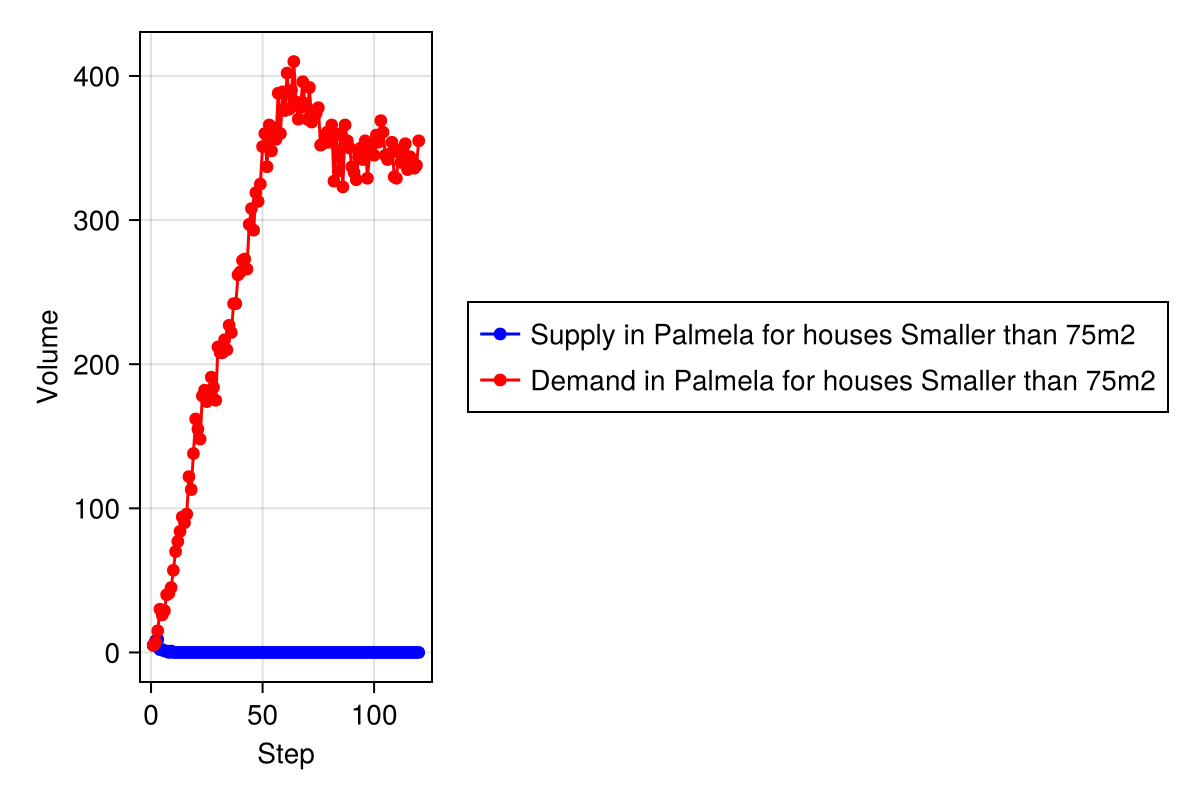 400
300
200
100
0
Volume
0 50 100
Step
Supply in Palmela for houses Smaller than 75m2
Demand in Palmela for houses Smaller than 75m2